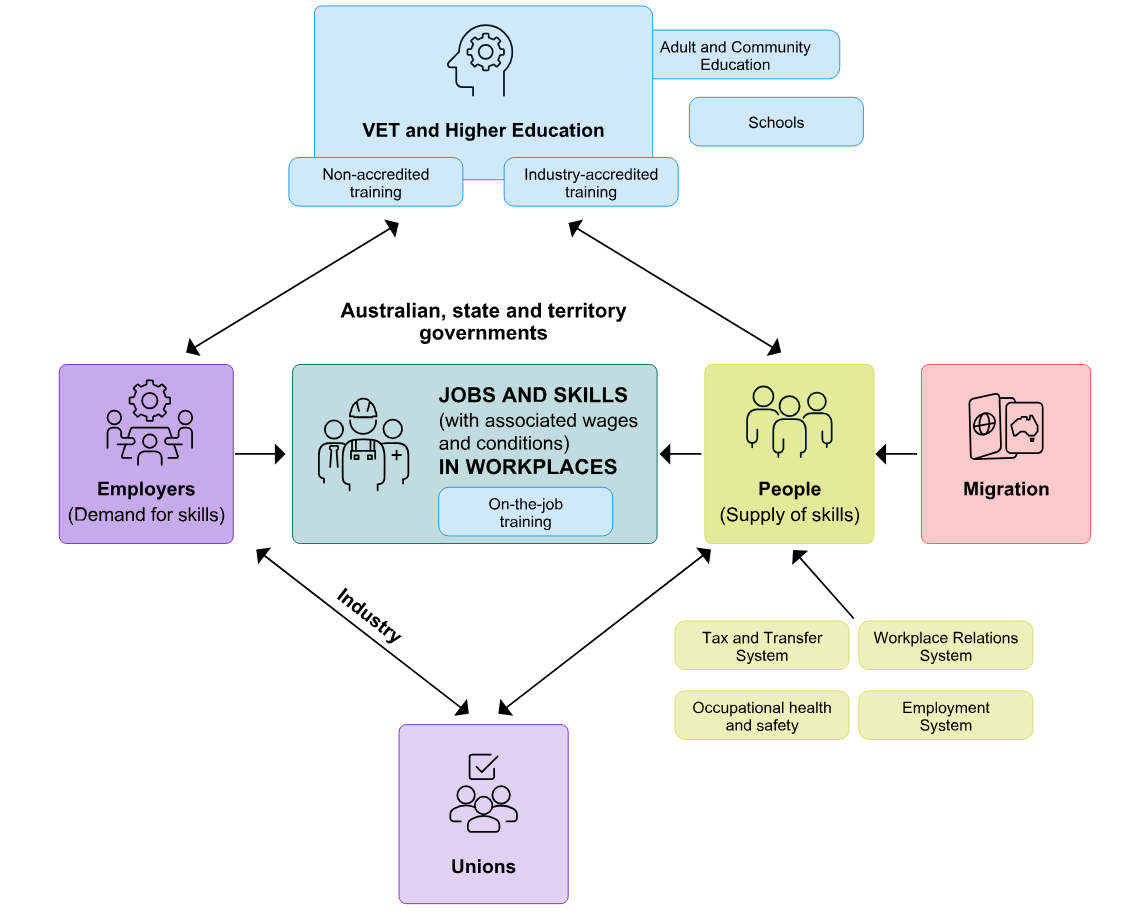 Adult and Community
Education
VET and Higher Education
Schools
Non-accredited
training
Industry-accredited
training
Australian, state and territory
governments
Employers
(Demand for skills)
JOBS AND SKILLS
(with associated wages
and conditions)
IN WORKPLACES
On-the-job
training
People
(Supply of skills)
Migration
Industry
Tax and Transfer
System
Workplace Relations
System
Occupational health
and safety
Employment
System
Unions